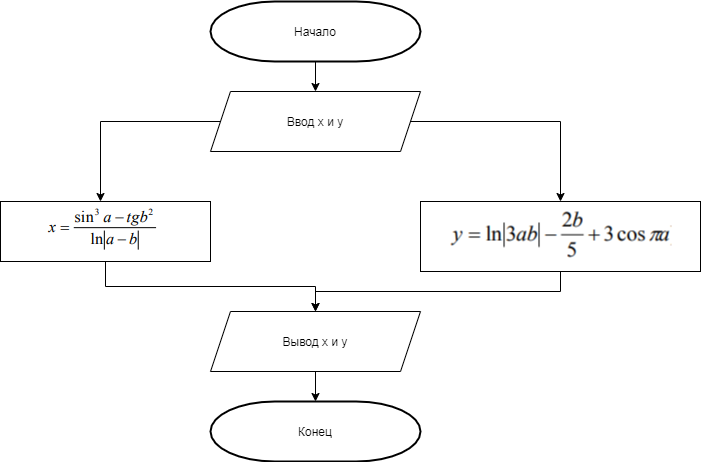 Начало
Ввод x и y
x = \frac{\sin^3 a - tgb^2}{\ln|a - b|}
y = \ln|3ab| - \frac{2b}{5} + 3 \cos \pi a
Вывод x и y
Конец